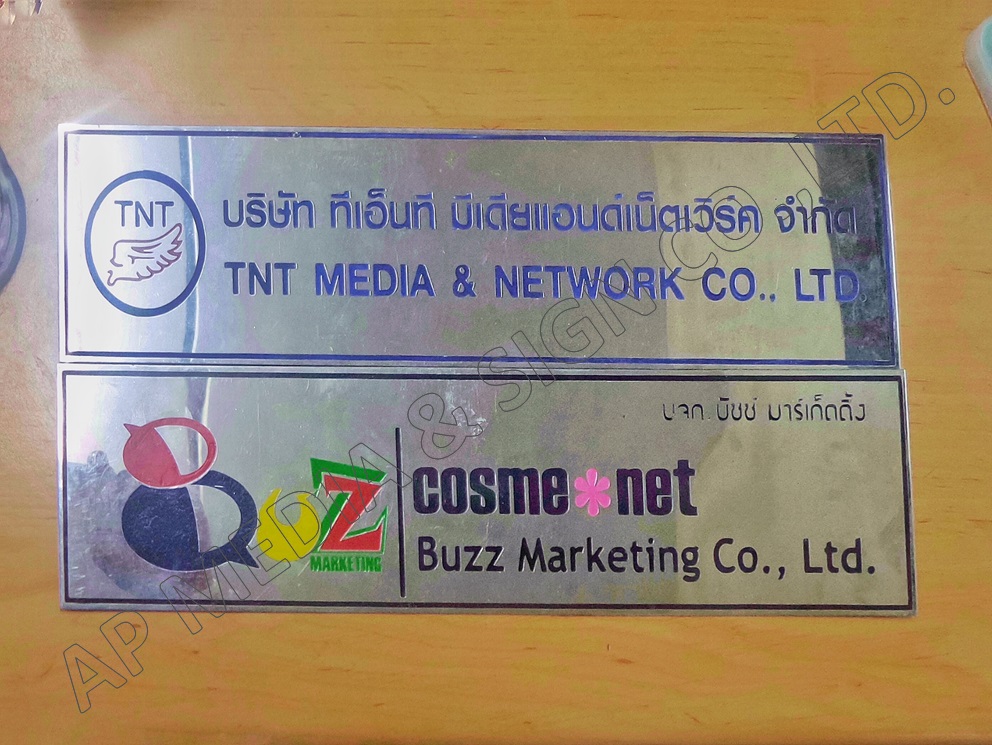 TNT
บริษัท ทีเอ็นที มีเดียแอนด์เน็ตเวิร์ค จำกัด
TNT MEDIA & NETWORK CO., LTD
บจก. บัซซ์ มาร์เก็ตติ้ง
cosme net
MARKETING
Buzz Marketing Co., Ltd.
AP MEDIA & SIGN CO.,LTD.